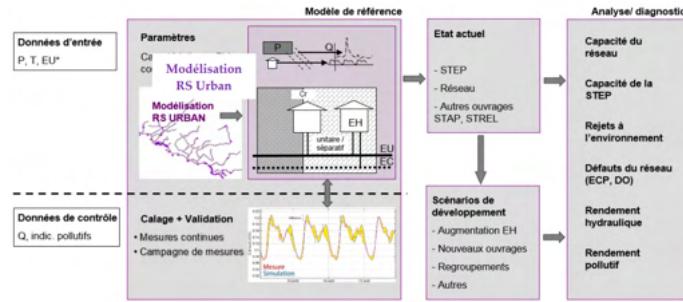 Modèle de référence
Analyse/ diagnostic
Données d'entrée
P, T, EU*
Paramètres
Modélisation
RS Urban
Modélisation
RS URBAN
P
Q
Cr
EH
unitaire /
séparatif
EU
EC
Etat actuel
- STEP
- Réseau
- Autres ouvrages
STAP, STREL
Capacité du
réseau
Capacité de la
STEP
Rejets à
l'environnement
Défauts du réseau
(ECP, DO)
Rendement
hydraulique
Rendement
pollutif
Données de contrôle
Q, indic. pollutifs
Calage + Validation
• Mesures continues
• Campagne de mesures
Mesure
Simulation
Scénarios de
développement
- Augmentation EH
- Nouveaux ouvrages
- Regroupements
- Autres